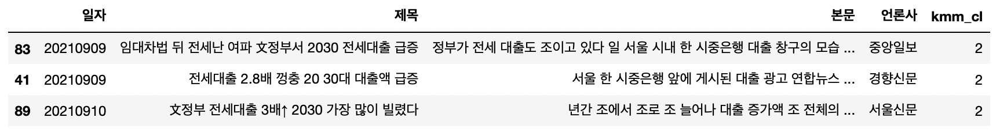 일자 제목 본문 언론사 kmm_cl
83 20210909 임대차법 뒤 전세난 여파 文정부서 2030 전세대출 급증 정부가 전세 대출도 조이고 있다 일 서울 시내 한 시중은행 대출 창구의 모습 ... 중앙일보 2
41 20210909 전세대출 2.8배 껑충 20 30대 대출액 급증 서울 한 시중은행 앞에 게시된 대출 광고 연합뉴스 ... 경향신문 2
89 20210910 文정부 전세대출 3배↑ 2030 가장 많이 빌렸다 년간 조에서 조로 조 늘어나 대출 증가액 조 전체의 ... 서울신문 2